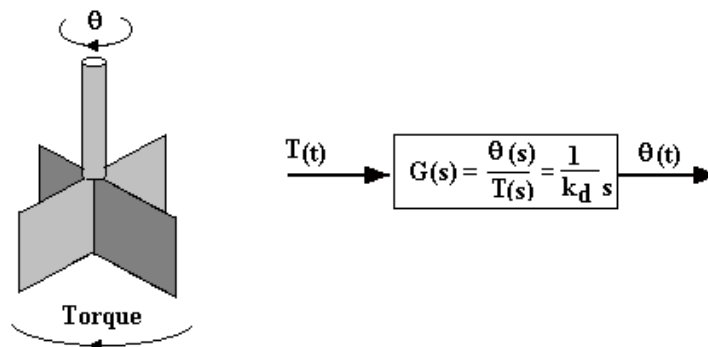 θ
T(t)
G(s) = θ(s)/T(s) = 1/k_d s
θ(t)
Torque